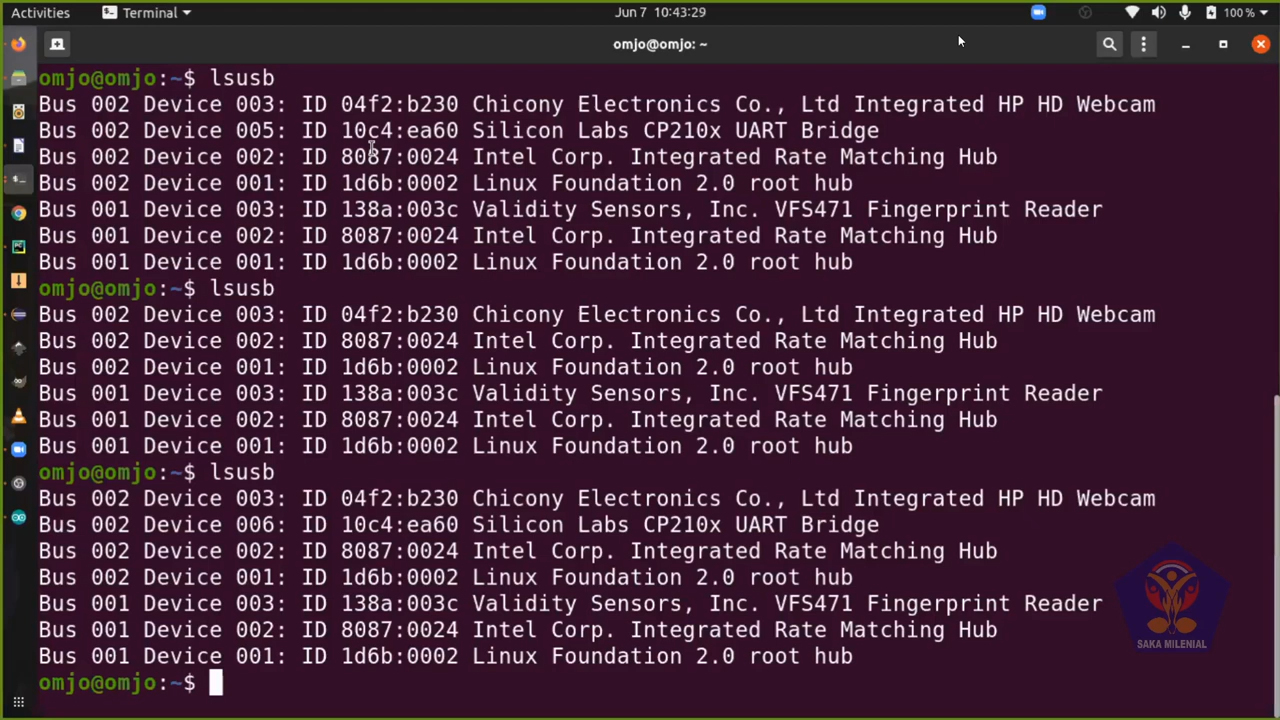 Activities Terminal Jun 7 10:43:29 100 %
omjo@omjo: ~
omjo@omjo:~$ lsusb
Bus 002 Device 003: ID 04f2:b230 Chicony Electronics Co., Ltd Integrated HP HD Webcam
Bus 002 Device 005: ID 10c4:ea60 Silicon Labs CP210x UART Bridge
Bus 002 Device 002: ID 8087:0024 Intel Corp. Integrated Rate Matching Hub
Bus 002 Device 001: ID 1d6b:0002 Linux Foundation 2.0 root hub
Bus 001 Device 003: ID 138a:003c Validity Sensors, Inc. VFS471 Fingerprint Reader
Bus 001 Device 002: ID 8087:0024 Intel Corp. Integrated Rate Matching Hub
Bus 001 Device 001: ID 1d6b:0002 Linux Foundation 2.0 root hub
omjo@omjo:~$ lsusb
Bus 002 Device 003: ID 04f2:b230 Chicony Electronics Co., Ltd Integrated HP HD Webcam
Bus 002 Device 002: ID 8087:0024 Intel Corp. Integrated Rate Matching Hub
Bus 002 Device 001: ID 1d6b:0002 Linux Foundation 2.0 root hub
Bus 001 Device 003: ID 138a:003c Validity Sensors, Inc. VFS471 Fingerprint Reader
Bus 001 Device 002: ID 8087:0024 Intel Corp. Integrated Rate Matching Hub
Bus 001 Device 001: ID 1d6b:0002 Linux Foundation 2.0 root hub
omjo@omjo:~$ lsusb
Bus 002 Device 003: ID 04f2:b230 Chicony Electronics Co., Ltd Integrated HP HD Webcam
Bus 002 Device 006: ID 10c4:ea60 Silicon Labs CP210x UART Bridge
Bus 002 Device 002: ID 8087:0024 Intel Corp. Integrated Rate Matching Hub
Bus 002 Device 001: ID 1d6b:0002 Linux Foundation 2.0 root hub
Bus 001 Device 003: ID 138a:003c Validity Sensors, Inc. VFS471 Fingerprint Reader
Bus 001 Device 002: ID 8087:0024 Intel Corp. Integrated Rate Matching Hub
Bus 001 Device 001: ID 1d6b:0002 Linux Foundation 2.0 root hub
omjo@omjo:~$
SAKA MILENIAL